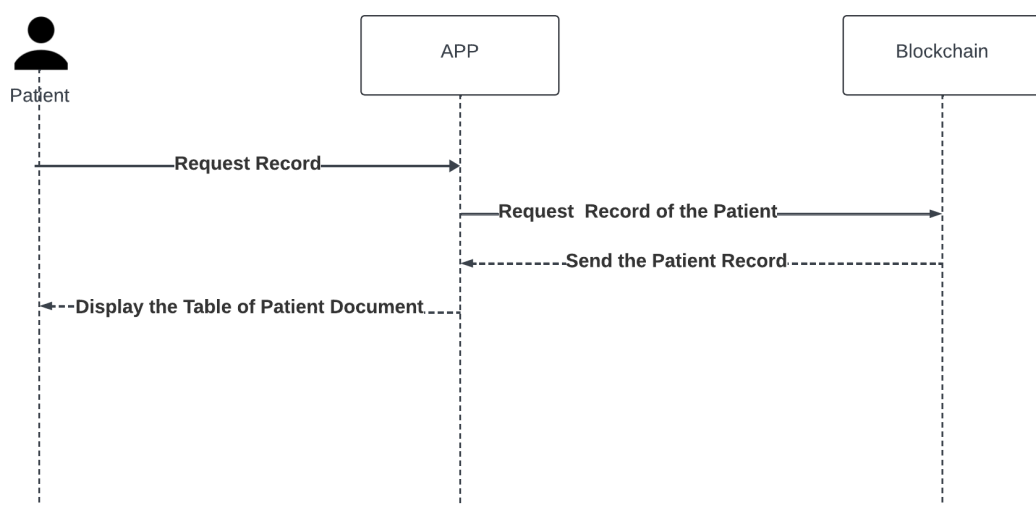 APP
Blockchain
Patient
Request Record
Request  Record of the Patient
Send the Patient Record
Display the Table of Patient Document